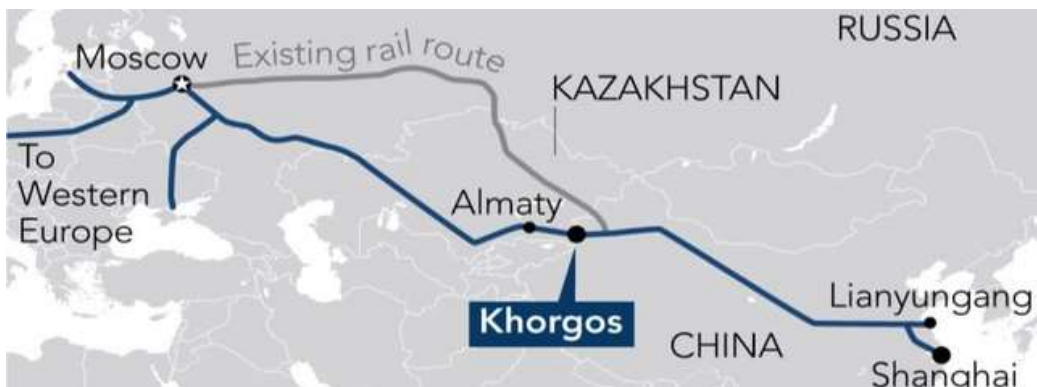 RUSSIA
Moscow
Existing rail route
KAZAKHSTAN
To
Western
Europe
Almaty
Khorgos
Lianyungang
CHINA
Shanghai